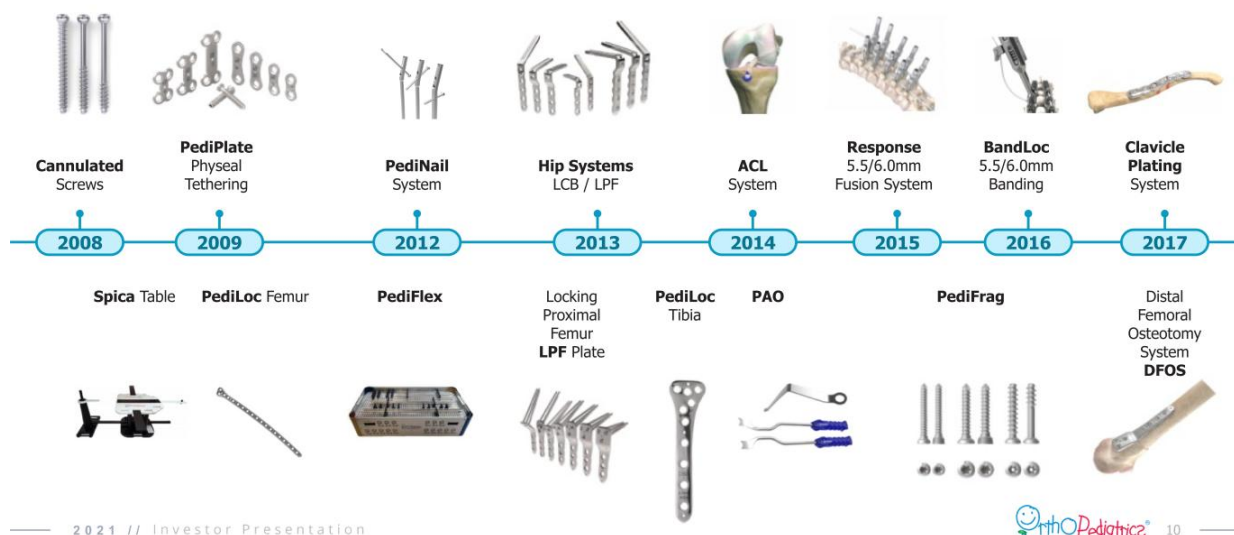 Cannulated
Screws
PediPlate
Physeal
Tethering
PediNail
System
Hip Systems
LCB / LPF
ACL
System
Response
5.5/6.0mm
Fusion System
BandLoc
5.5/6.0mm
Banding
Clavicle
Plating
System
2008
2009
2012
2013
2014
2015
2016
2017
Spica Table
PediLoc Femur
PediFlex
Locking
Proximal
Femur
LPF Plate
PediLoc
Tibia
PAO
PediFrag
Distal
Femoral
Osteotomy
System
DFOS
2021 // Investor Presentation
OrthOPediatrics®
10